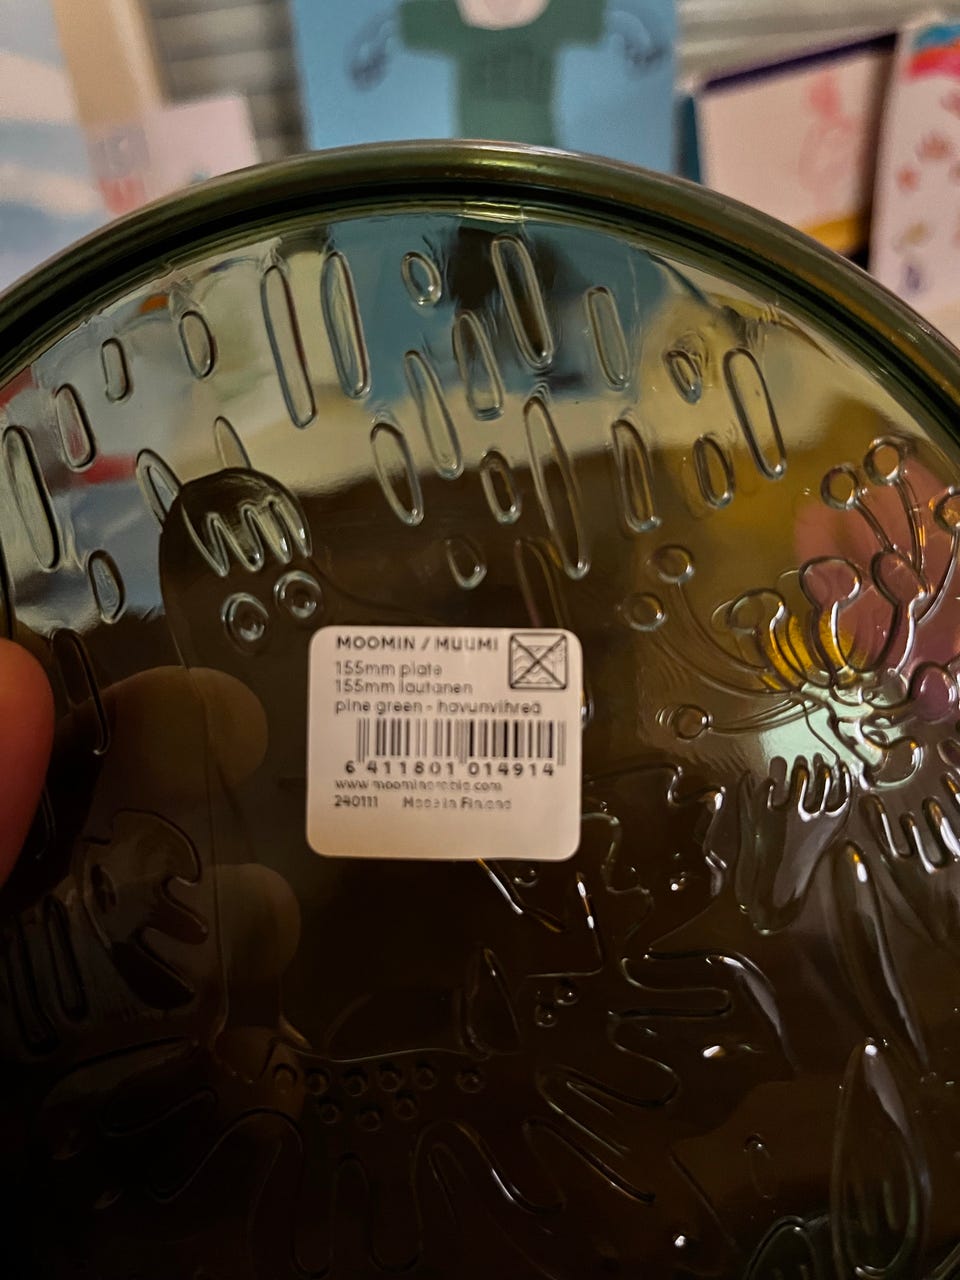 MOOMIN / MUUMI
155mm plate
155mm lautanen
pine green - havunvihreä
6 411801 014914
www.moominarabia.com
240111 Made in Finland